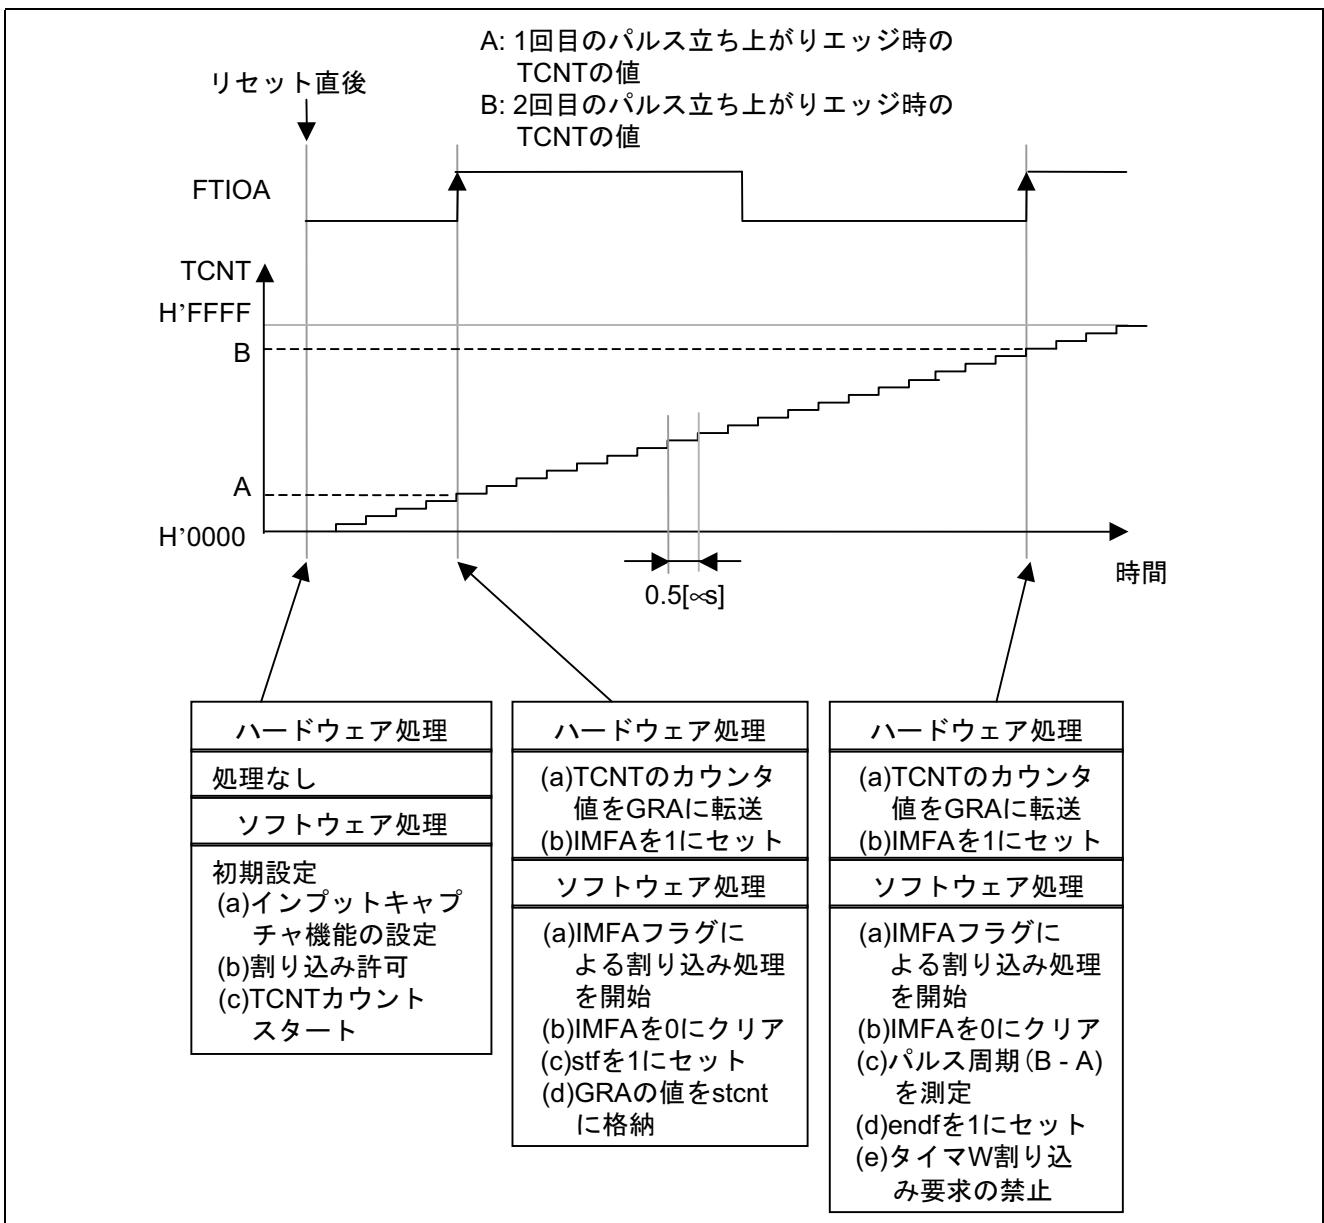 A: 1回目のパルス立ち上がりエッジ時の
TCNTの値
B: 2回目のパルス立ち上がりエッジ時の
TCNTの値
リセット直後
FTIOA
TCNT
H’FFFF
B
A
H’0000
時間
0.5[∝s]
ハードウェア処理
処理なし
ソフトウェア処理
初期設定
(a)インプットキャプ
チャ機能の設定
(b)割り込み許可
(c)TCNTカウント
スタート
ハードウェア処理
(a)TCNTのカウンタ
値をGRAに転送
(b)IMFAを1にセット
ソフトウェア処理
(a)IMFAフラグに
よる割り込み処理
を開始
(b)IMFAを0にクリア
(c)stfを1にセット
(d)GRAの値をstcnt
に格納
ハードウェア処理
(a)TCNTのカウンタ
値をGRAに転送
(b)IMFAを1にセット
ソフトウェア処理
(a)IMFAフラグに
よる割り込み処理
を開始
(b)IMFAを0にクリア
(c)パルス周期(B - A)
を測定
(d)endfを1にセット
(e)タイマW割り込
み要求の禁止